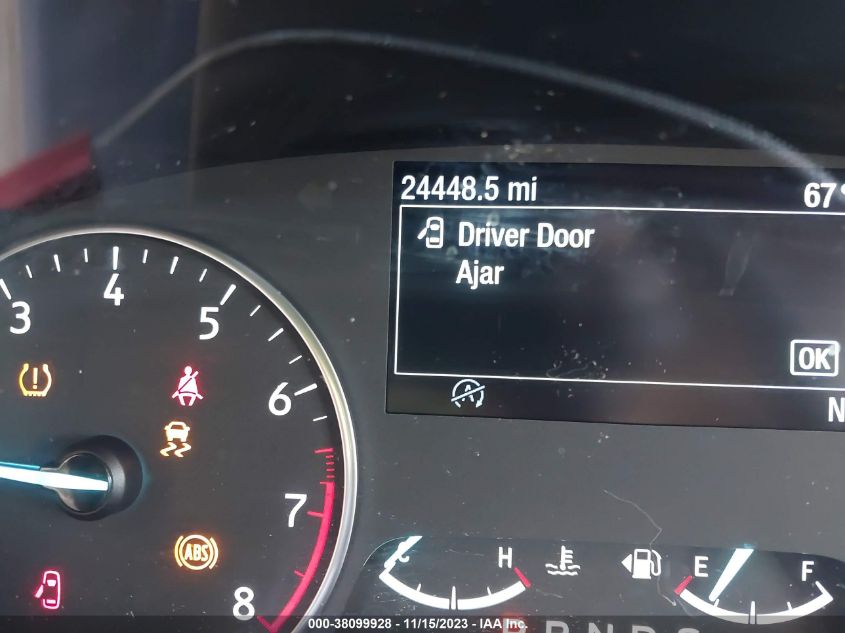 24448.5 mi
67°
Driver Door
Ajar
OK
N
3
4
5
6
7
8
ABS
C
H
E
F
P R N D S
000-38099928 - 11/15/2023 - IAA Inc.